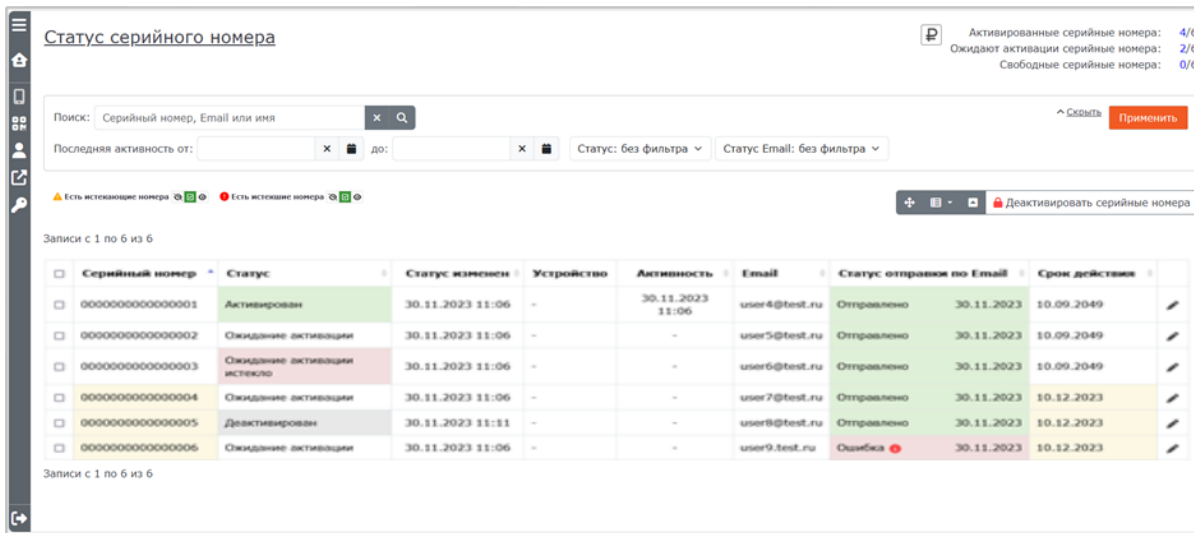 Статус серийного номера
Активированные серийные номера: 4/6
Ожидают активации серийные номера: 2/6
Свободные серийные номера: 0/6
Поиск: Серийный номер, Email или имя
Скрыть Применить
Последняя активность от: до: Статус: без фильтра Статус Email: без фильтра
Есть истекающие номера Есть истекшие номера
Деактивировать серийные номера
Записи с 1 по 6 из 6
Серийный номер Статус Статус изменен Устройство Активность Email Статус отправки по Email Срок действия
0000000000000001 Активирован 30.11.2023 11:06 - 30.11.2023 11:06 user4@test.ru Отправлено 30.11.2023 10.09.2049
0000000000000002 Ожидание активации 30.11.2023 11:06 - - user5@test.ru Отправлено 30.11.2023 10.09.2049
0000000000000003 Ожидание активации истекло 30.11.2023 11:06 - - user6@test.ru Отправлено 30.11.2023 10.09.2049
0000000000000004 Ожидание активации 30.11.2023 11:06 - - user7@test.ru Отправлено 30.11.2023 10.12.2023
0000000000000005 Деактивирован 30.11.2023 11:11 - - user8@test.ru Отправлено 30.11.2023 10.12.2023
0000000000000006 Ожидание активации 30.11.2023 11:06 - - user9.test.ru Ошибка 30.11.2023 10.12.2023
Записи с 1 по 6 из 6